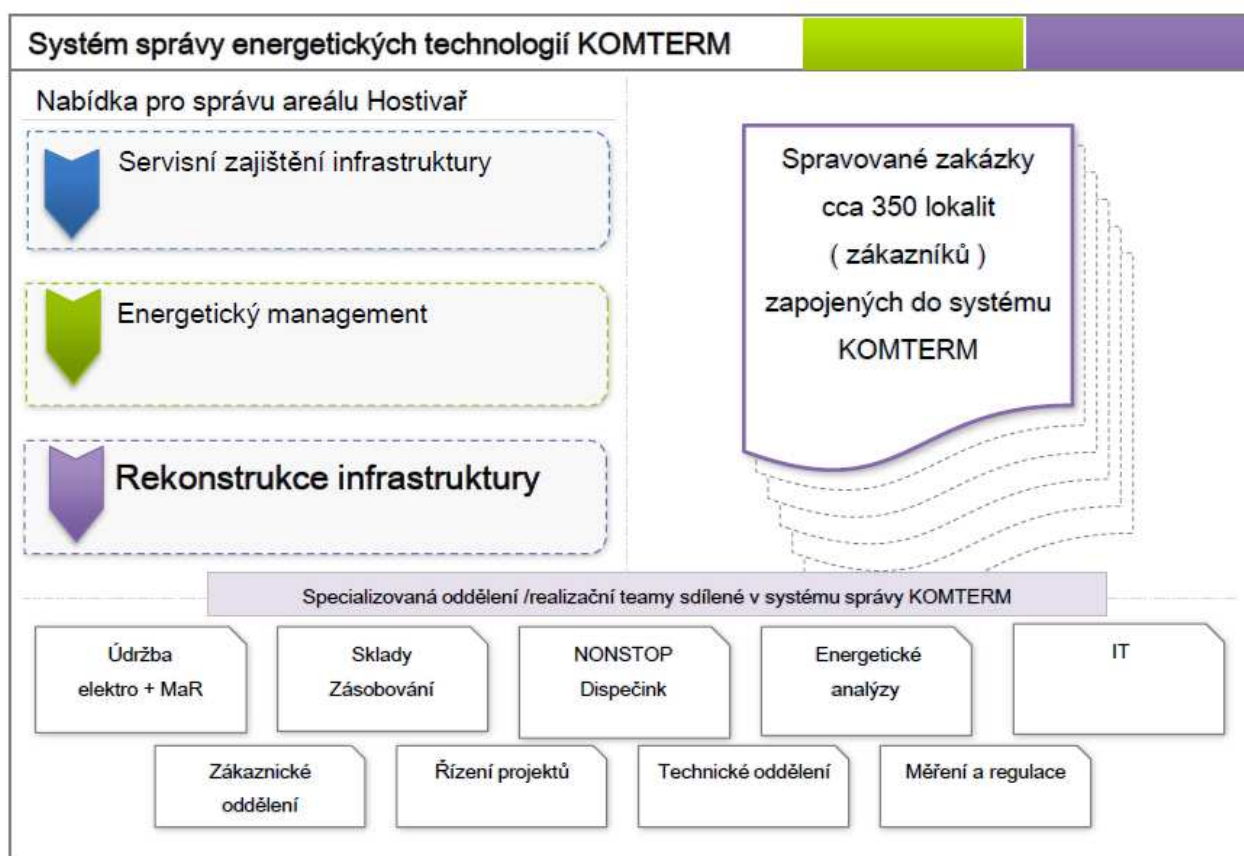 Systém správy energetických technologií KOMTERM
Nabídka pro správu areálu Hostivař
Servisní zajištění infrastruktury
Energetický management
Rekonstrukce infrastruktury
Spravované zakázky
cca 350 lokalit
( zákazníků )
zapojených do systému
KOMTERM
Specializovaná oddělení /realizační teamy sdílené v systému správy KOMTERM
Údržba
elektro + MaR
Sklady
Zásobování
NONSTOP
Dispečink
Energetické
analýzy
IT
Zákaznické
oddělení
Řízení projektů
Technické oddělení
Měření a regulace